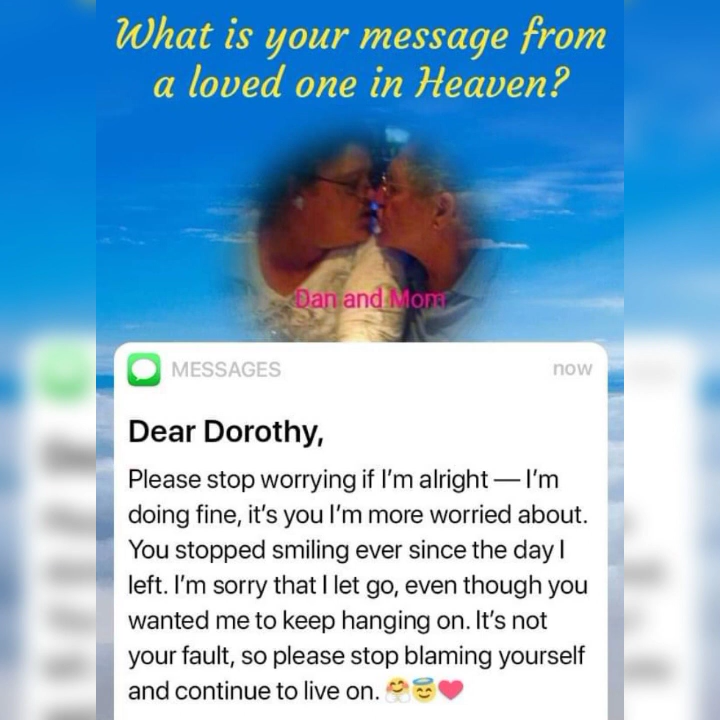 What is your message from
a loved one in Heaven?
Dan and Mom
MESSAGES now
Dear Dorothy,
Please stop worrying if I'm alright — I'm
doing fine, it's you I'm more worried about.
You stopped smiling ever since the day I
left. I'm sorry that I let go, even though you
wanted me to keep hanging on. It's not
your fault, so please stop blaming yourself
and continue to live on. 🤗😇❤️